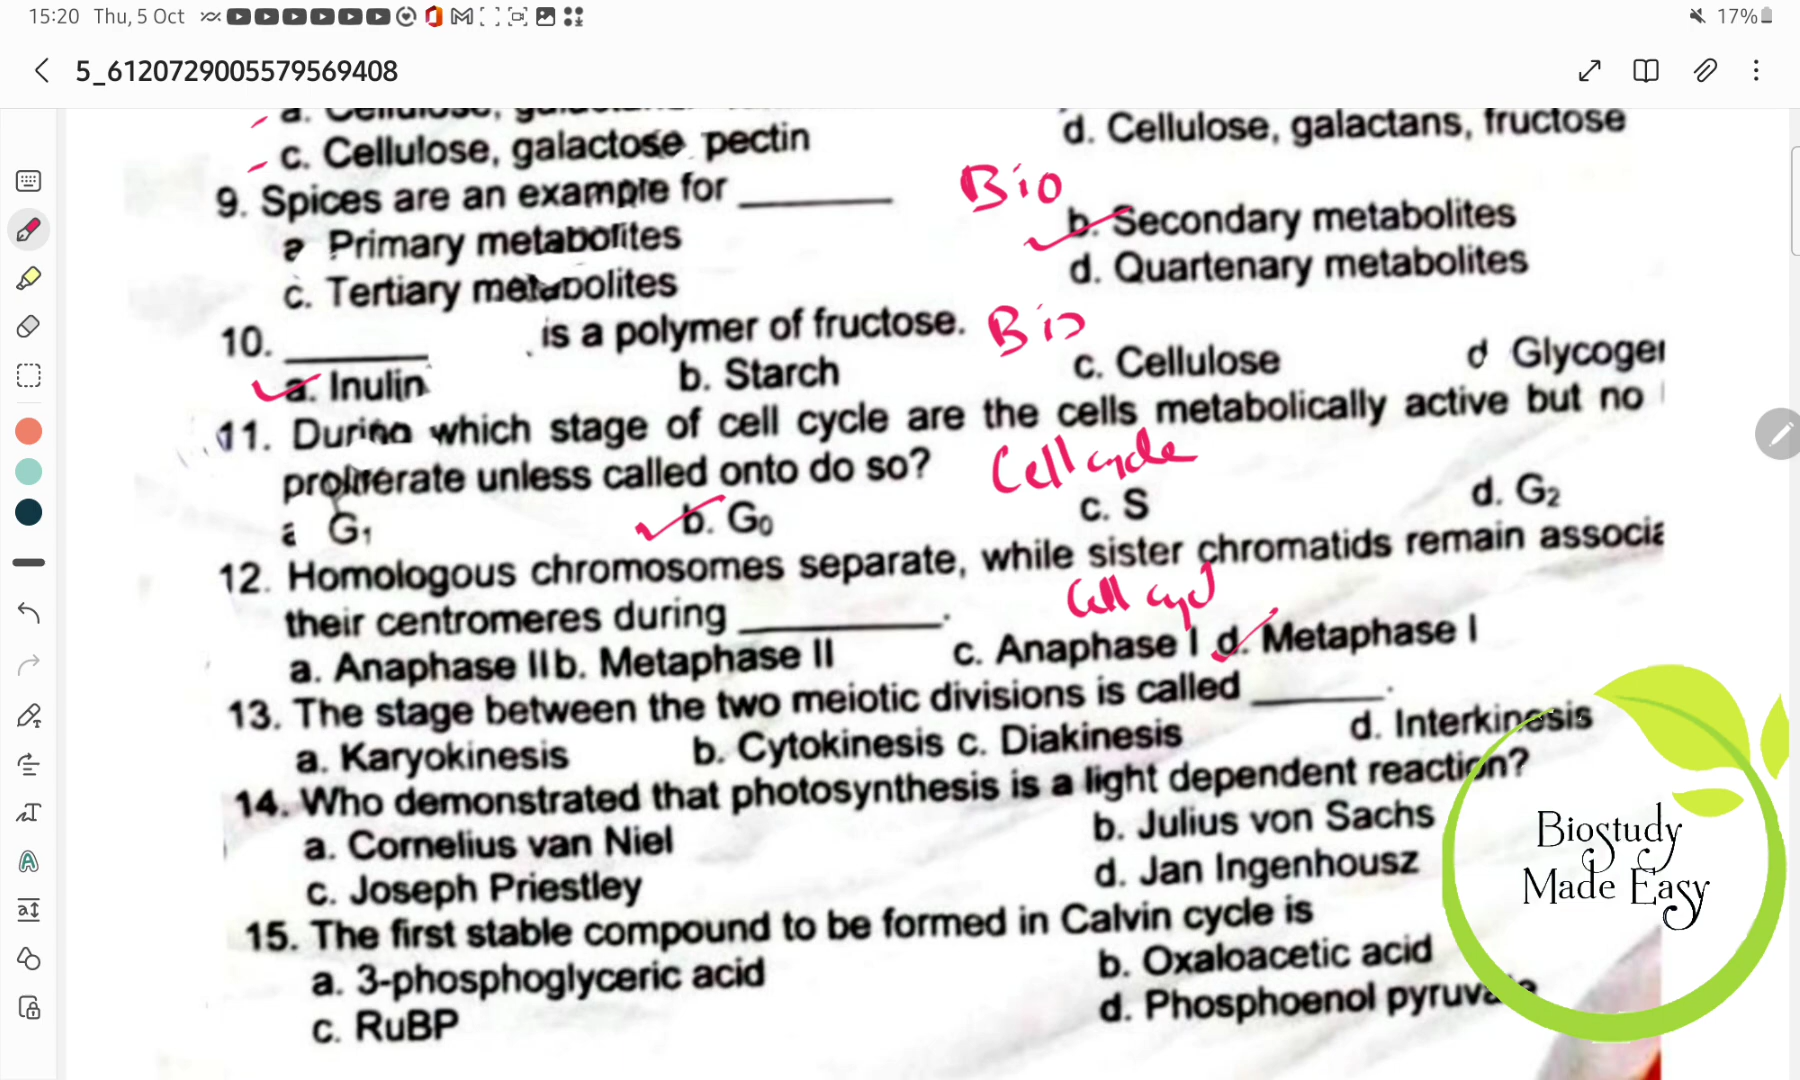 15:20 Thu, 5 Oct
17%
5_6120729005579569408
a. Cellulose,
c. Cellulose, galactose pectin
d. Cellulose, galactans, fructose
9. Spices are an example for ________
Bio
a Primary metabolites
b. Secondary metabolites
c. Tertiary metabolites
d. Quartenary metabolites
10. ________ is a polymer of fructose.
Bio
a. Inulin
b. Starch
c. Cellulose
d Glycoger
11. During which stage of cell cycle are the cells metabolically active but no
proliferate unless called onto do so?
Cell cycle
a G₁
b. G₀
c. S
d. G₂
12. Homologous chromosomes separate, while sister chromatids remain associa
their centromeres during ________.
Cell cycl
a. Anaphase II b. Metaphase II
c. Anaphase I d. Metaphase I
13. The stage between the two meiotic divisions is called ________.
a. Karyokinesis
b. Cytokinesis c. Diakinesis
d. Interkinesis
14. Who demonstrated that photosynthesis is a light dependent reaction?
a. Cornelius van Niel
b. Julius von Sachs
c. Joseph Priestley
d. Jan Ingenhousz
15. The first stable compound to be formed in Calvin cycle is
a. 3-phosphoglyceric acid
b. Oxaloacetic acid
c. RuBP
d. Phosphoenol pyruvate
Biostudy
Made Easy